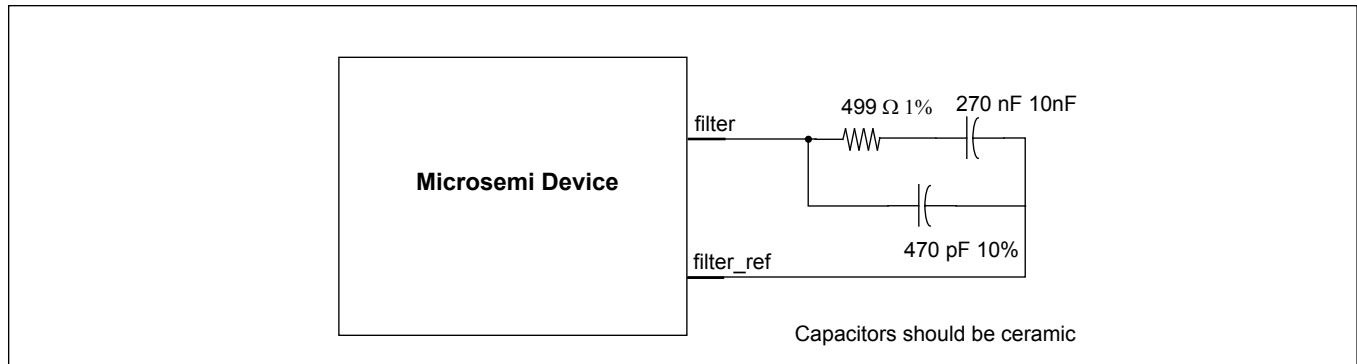 499 Ω 1%
270 nF 10nF
filter
Microsemi Device
470 pF 10%
filter_ref
Capacitors should be ceramic